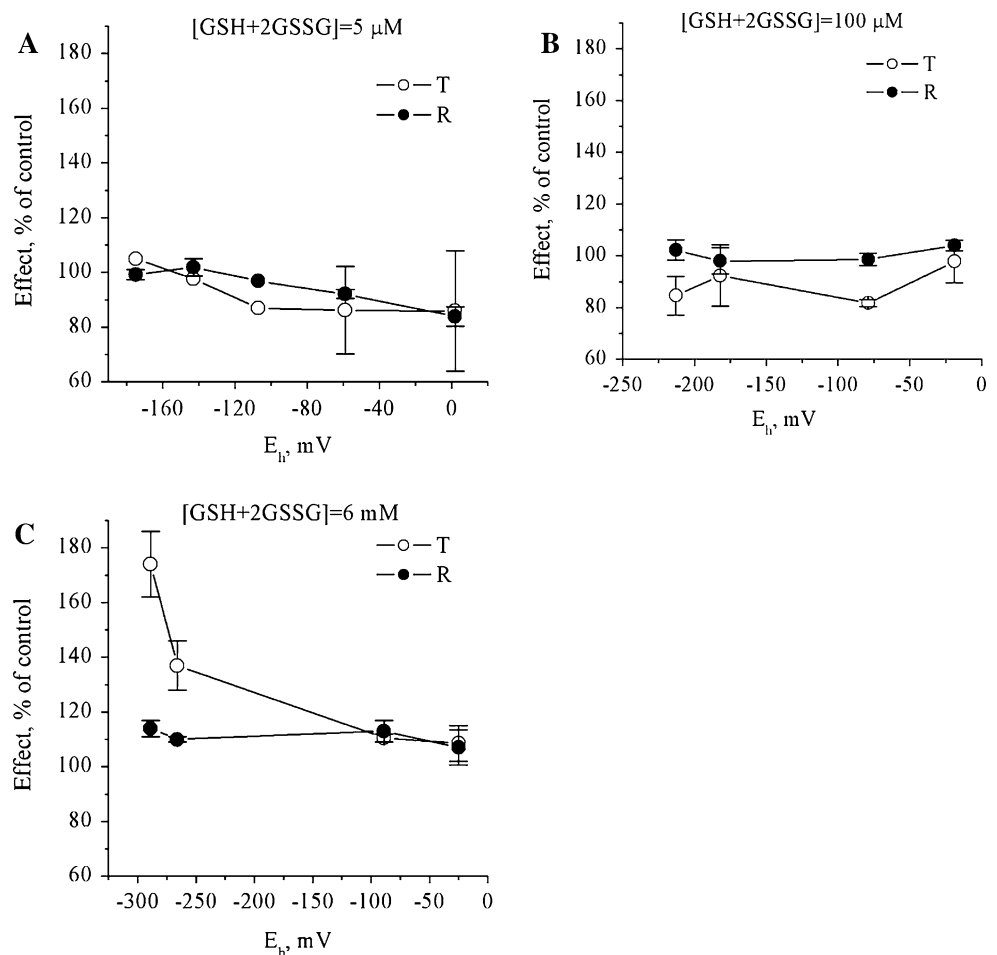 A
[GSH+2GSSG]=5 μM
T
R
Effect, % of control
180
160
140
120
100
80
60
-160 -120 -80 -40 0
E_h, mV
B
[GSH+2GSSG]=100 μM
T
R
Effect, % of control
180
160
140
120
100
80
60
-250 -200 -150 -100 -50 0
E_h, mV
C
[GSH+2GSSG]=6 mM
T
R
Effect, % of control
180
160
140
120
100
80
60
-300 -250 -200 -150 -100 -50 0
E_h, mV